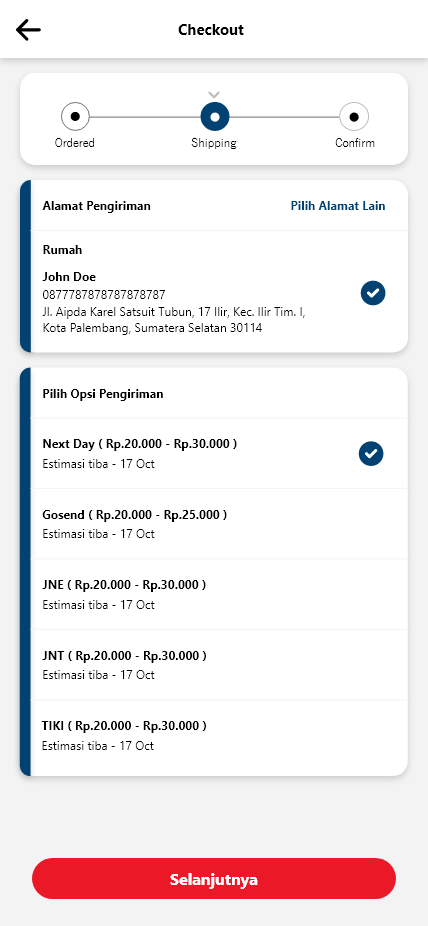 Checkout
Ordered
Shipping
Confirm
Alamat Pengiriman
Pilih Alamat Lain
Rumah
John Doe
0877787878787878787
Jl. Aipda Karel Satsuit Tubun, 17 Ilir, Kec. Ilir Tim. I,
Kota Palembang, Sumatera Selatan 30114
Pilih Opsi Pengiriman
Next Day ( Rp.20.000 - Rp.30.000 )
Estimasi tiba - 17 Oct
Gosend ( Rp.20.000 - Rp.25.000 )
Estimasi tiba - 17 Oct
JNE ( Rp.20.000 - Rp.30.000 )
Estimasi tiba - 17 Oct
JNT ( Rp.20.000 - Rp.30.000 )
Estimasi tiba - 17 Oct
TIKI ( Rp.20.000 - Rp.30.000 )
Estimasi tiba - 17 Oct
Selanjutnya